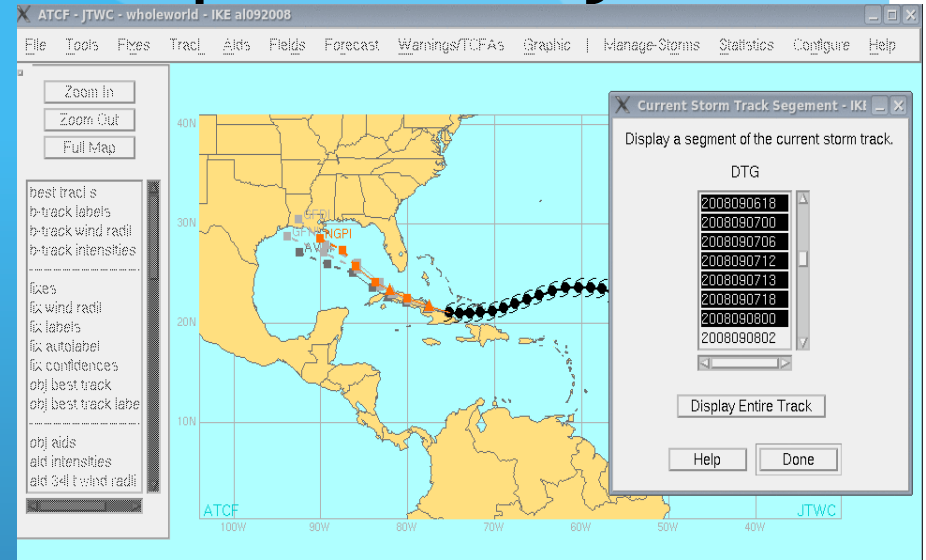 ATCF - JTWC - wholeworld - IKE al092008
File Tools Fixes Track Aids Fields Forecast Warnings/TCFAs Graphic | Manage-Storms Statistics Configure Help
Zoom In
Zoom Out
Full Map
best tracks
b-track labels
b-track wind radii
b-track intensities
fixes
fix wind radii
fix labels
fix autolabel
fix confidences
obj best track
obj best track labe
obj aids
aid intensities
aid 34kt wind radii
40N
30N
20N
10N
GFDI
NGPI
ATCF
JTWC
100W 90W 80W 70W 60W 50W 40W
Current Storm Track Segement - IKE
Display a segment of the current storm track.
DTG
2008090618
2008090700
2008090706
2008090712
2008090713
2008090718
2008090800
2008090802
Display Entire Track
Help Done